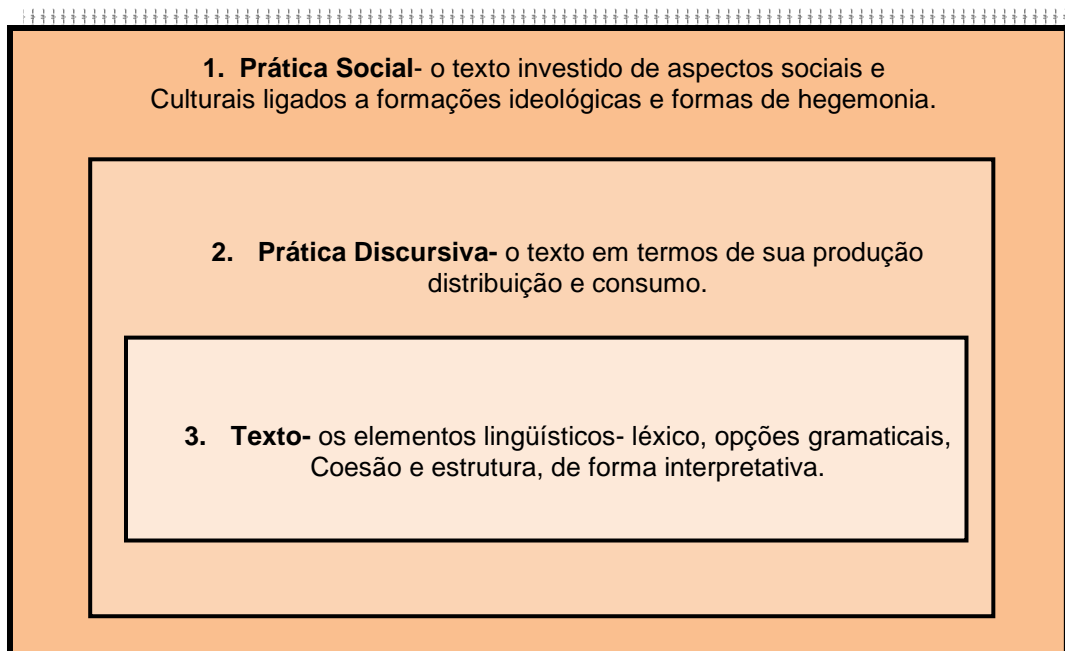 1. Prática Social- o texto investido de aspectos sociais e
Culturais ligados a formações ideológicas e formas de hegemonia.
2. Prática Discursiva- o texto em termos de sua produção
distribuição e consumo.
3. Texto- os elementos lingüísticos- léxico, opções gramaticais,
Coesão e estrutura, de forma interpretativa.